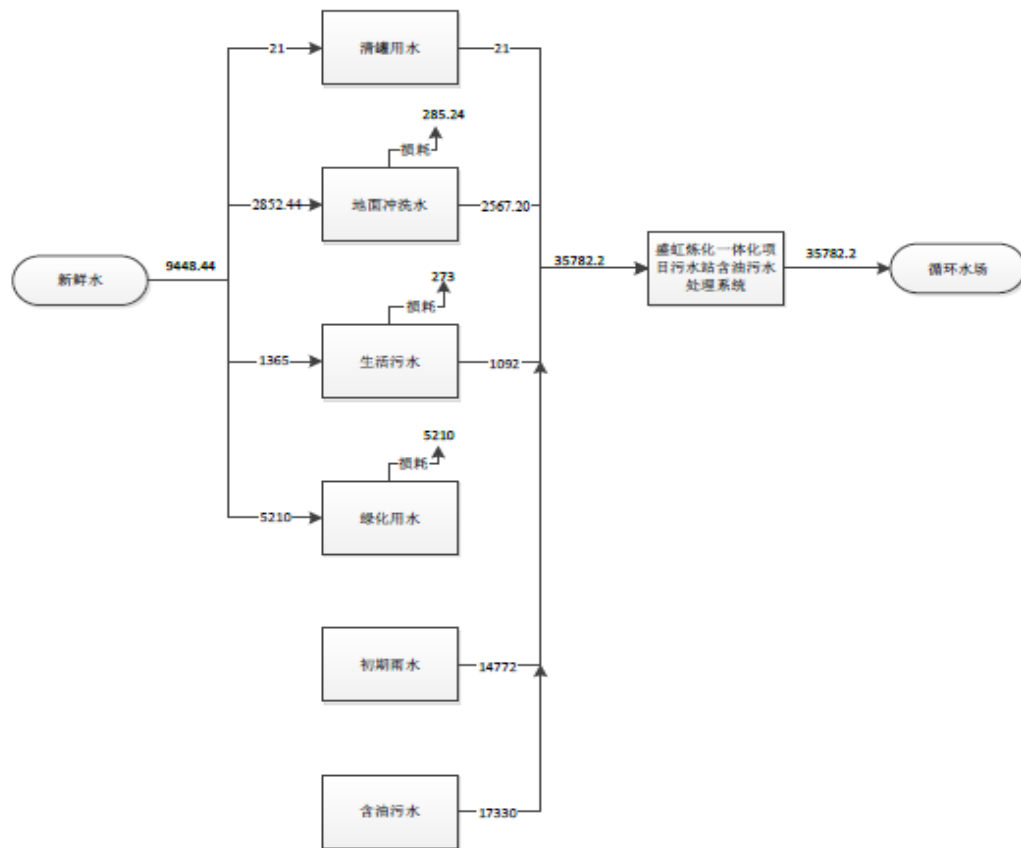 21
清罐用水
21
285.24
损耗
2852.44
地面冲洗水
2567.20
新鲜水
9448.44
35782.2
盛虹炼化一体化项
目污水站含油污水
处理系统
35782.2
循环水场
273
损耗
1365
生活污水
1092
5210
损耗
5210
绿化用水
初期雨水
14772
含油污水
17330